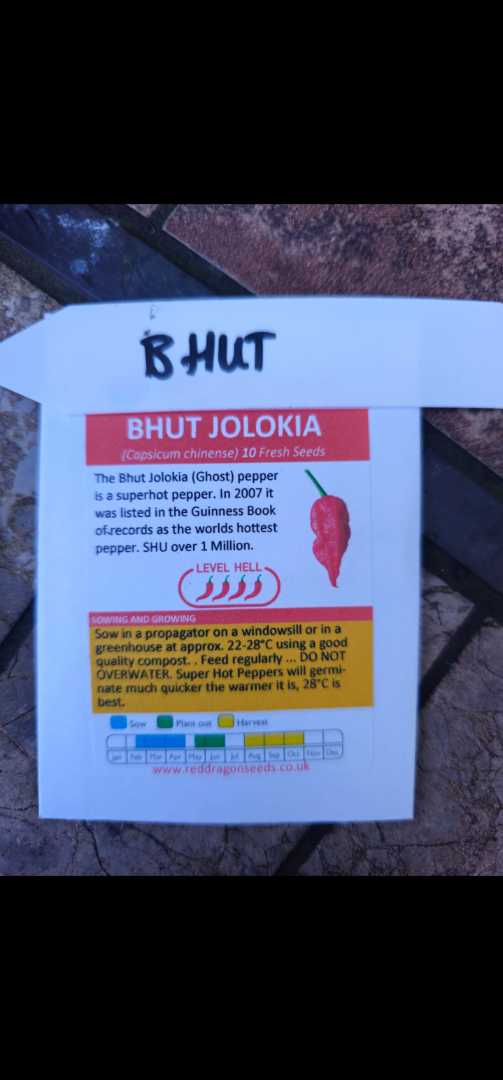 BHUT
BHUT JOLOKIA
(Capsicum chinense) 10 Fresh Seeds
The Bhut Jolokia (Ghost) pepper
is a superhot pepper. In 2007 it
was listed in the Guinness Book
of records as the worlds hottest
pepper. SHU over 1 Million.
LEVEL HELL
SOWING AND GROWING
Sow in a propagator on a windowsill or in a
greenhouse at approx. 22-28°C using a good
quality compost. . Feed regularly ... DO NOT
OVERWATER. Super Hot Peppers will germi-
nate much quicker the warmer it is, 28°C is
best.
Sow Plant out Harvest
Jan Feb Mar Apr May Jun Jul Aug Sep Oct Nov Dec
www.reddragonseeds.co.uk